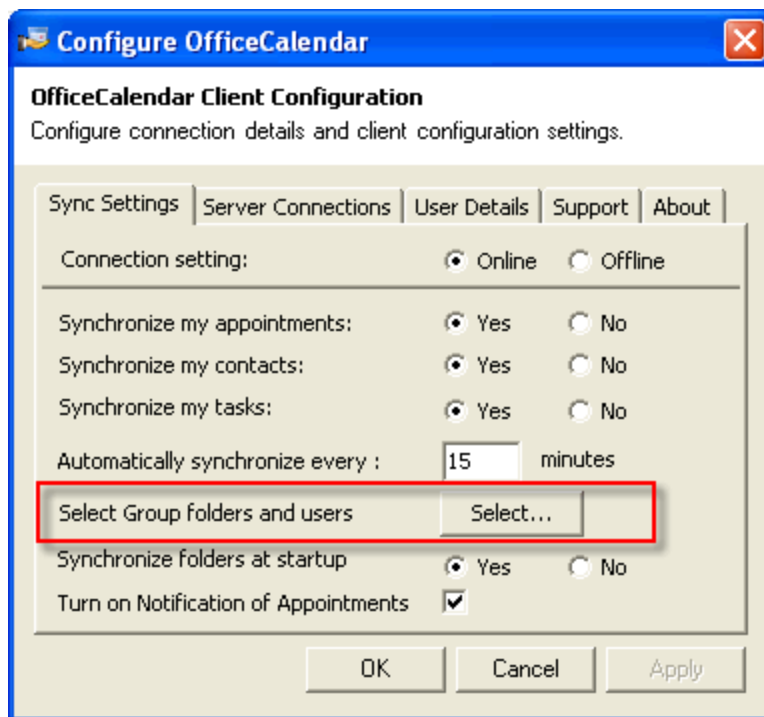 Configure OfficeCalendar
OfficeCalendar Client Configuration
Configure connection details and client configuration settings.
Sync Settings Server Connections User Details Support About
Connection setting: Online Offline
Synchronize my appointments: Yes No
Synchronize my contacts: Yes No
Synchronize my tasks: Yes No
Automatically synchronize every : 15 minutes
Select Group folders and users Select...
Synchronize folders at startup Yes No
Turn on Notification of Appointments
OK Cancel Apply